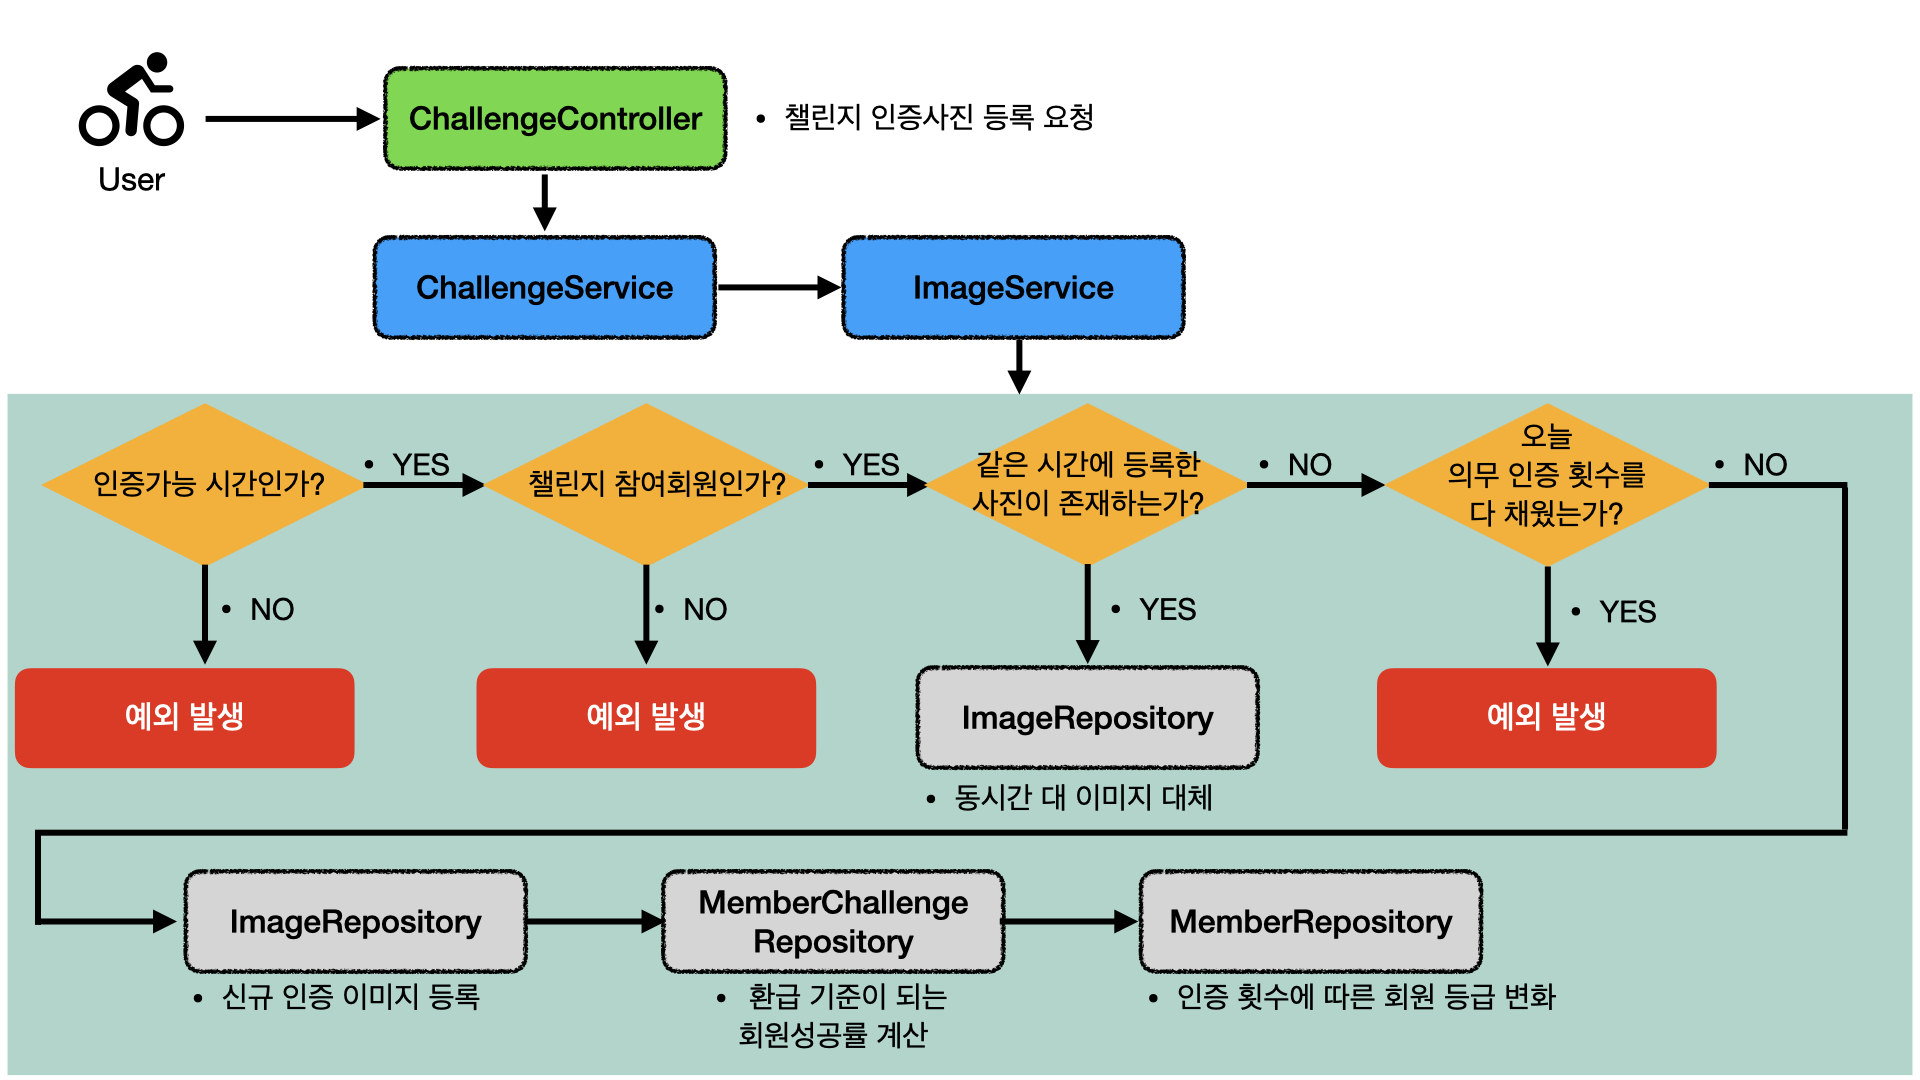 User
ChallengeController
• 챌린지 인증사진 등록 요청
ChallengeService
ImageService
인증가능 시간인가?
• YES
챌린지 참여회원인가?
• YES
같은 시간에 등록한
사진이 존재하는가?
• NO
오늘
의무 인증 횟수를
다 채웠는가?
• NO
• NO
• NO
• YES
• YES
예외 발생
예외 발생
ImageRepository
예외 발생
• 동시간 대 이미지 대체
ImageRepository
MemberChallenge
Repository
MemberRepository
• 신규 인증 이미지 등록
• 환급 기준이 되는
회원성공률 계산
• 인증 횟수에 따른 회원 등급 변화